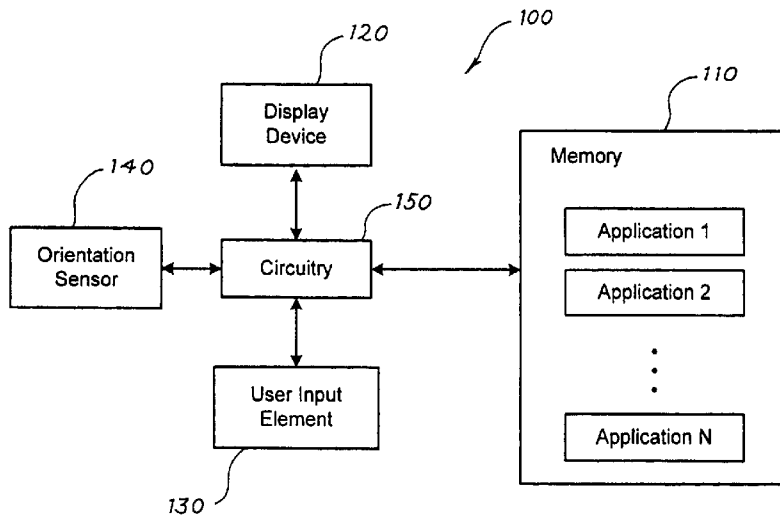 100
120
Display
Device
110
Memory
140
150
Orientation
Sensor
Circuitry
Application 1
Application 2
User Input
Element
Application N
130